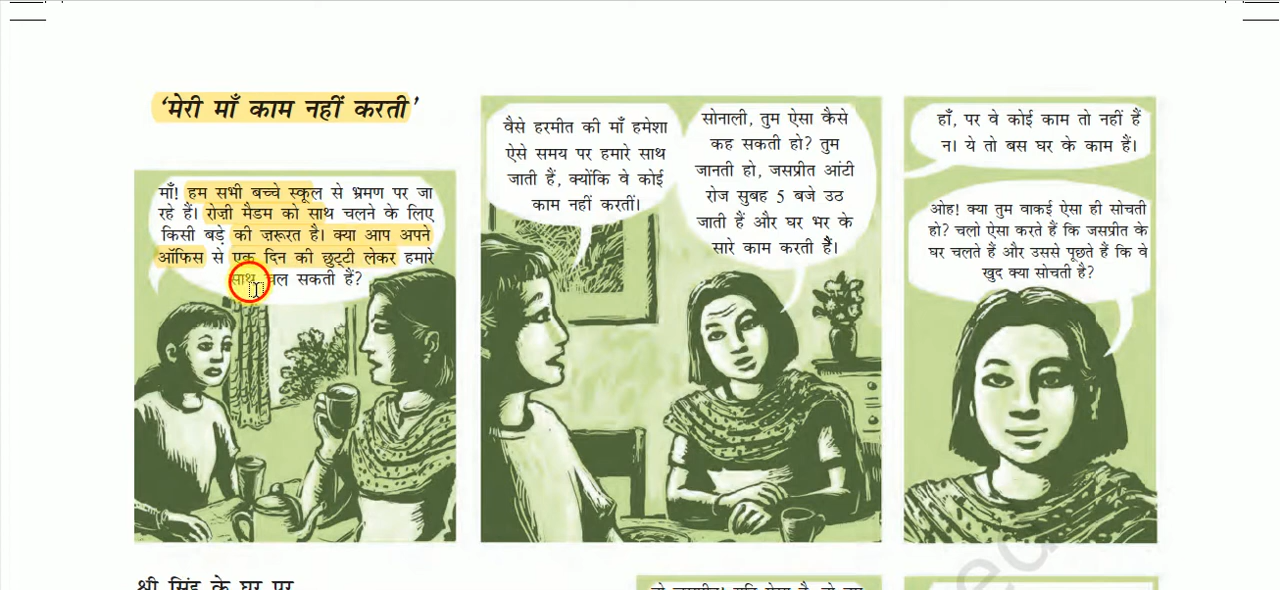 ‘मेरी माँ काम नहीं करती’
माँ! हम सभी बच्चे स्कूल से भ्रमण पर जा
रहे हैं। रोज़ी मैडम को साथ चलने के लिए
किसी बड़े की ज़रूरत है। क्या आप अपने
ऑफिस से एक दिन की छुट्टी लेकर हमारे
साथ चल सकती हैं?
वैसे हरमीत की माँ हमेशा
ऐसे समय पर हमारे साथ
जाती हैं, क्योंकि वे कोई
काम नहीं करतीं।
सोनाली, तुम ऐसा कैसे
कह सकती हो? तुम
जानती हो, जसप्रीत आंटी
रोज सुबह 5 बजे उठ
जाती हैं और घर भर के
सारे काम करती हैं।
हाँ, पर वे कोई काम तो नहीं हैं
न। ये तो बस घर के काम हैं।
ओह! क्या तुम वाकई ऐसा ही सोचती
हो? चलो ऐसा करते हैं कि जसप्रीत के
घर चलते हैं और उससे पूछते हैं कि वे
खुद क्या सोचती है?
श्री सिंह के घर पर